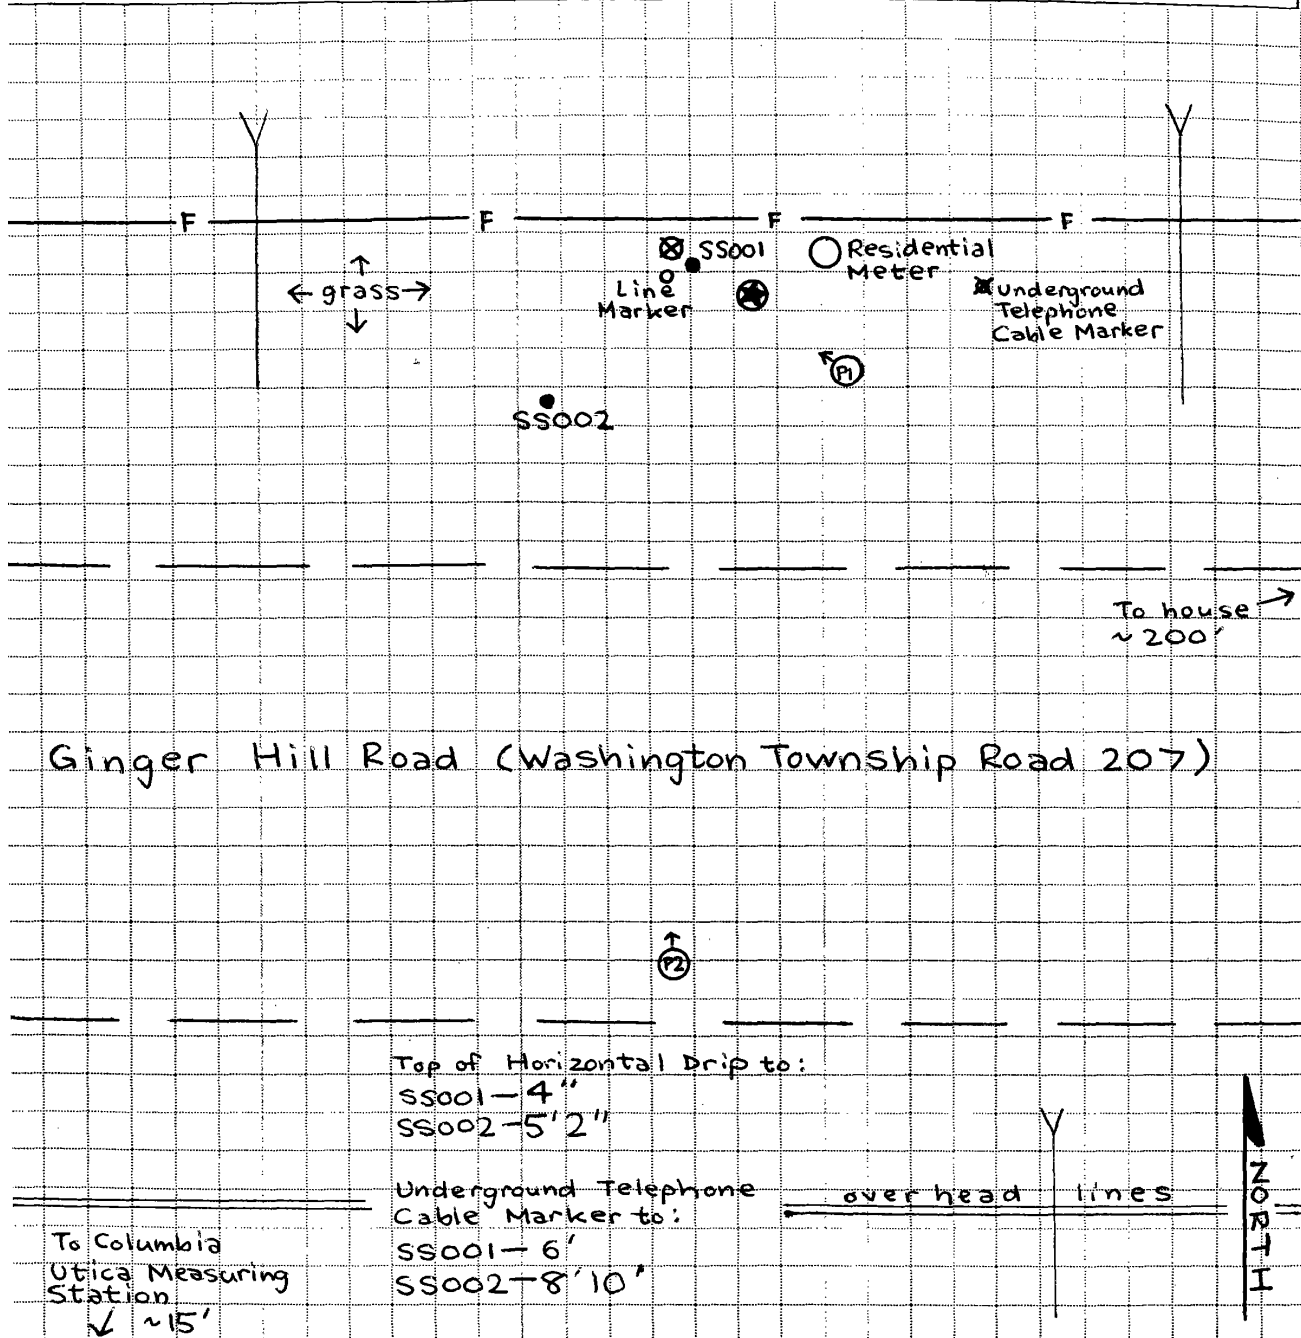 F F F F
SS001
Residential
Meter
Line
Marker
← grass →
Underground
Telephone
Cable Marker
P1
SS002
To house
~ 200'
Ginger Hill Road (Washington Township Road 207)
P2
Top of Horizontal Drip to:
SS001 - 4"
SS002 - 5'2"
Underground Telephone
Cable Marker to:
SS001 - 6'
SS002 - 8'10"
overhead lines
NORTH
To Columbia
Utica Measuring
Station
~15'